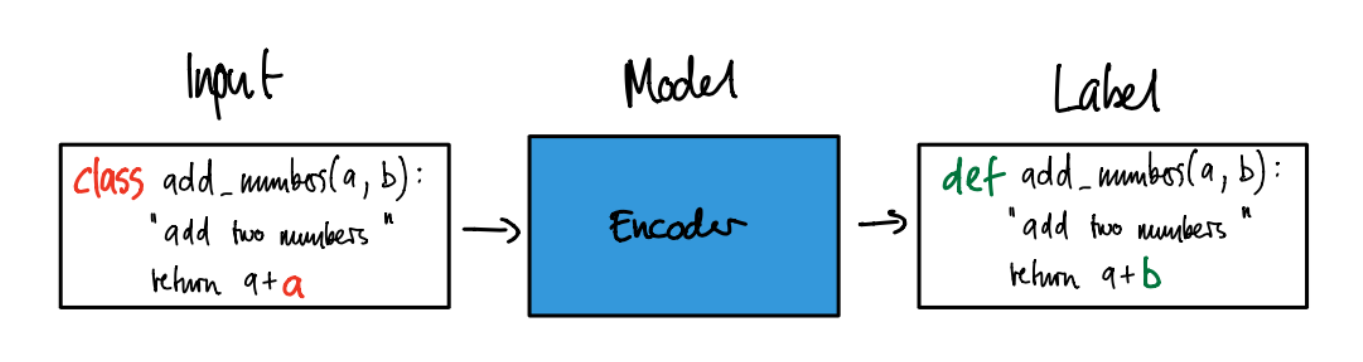 Input
Model
Label
class add_numbers(a, b):
"add two numbers"
return a+a
Encoder
def add_numbers(a, b):
"add two numbers"
return a+b